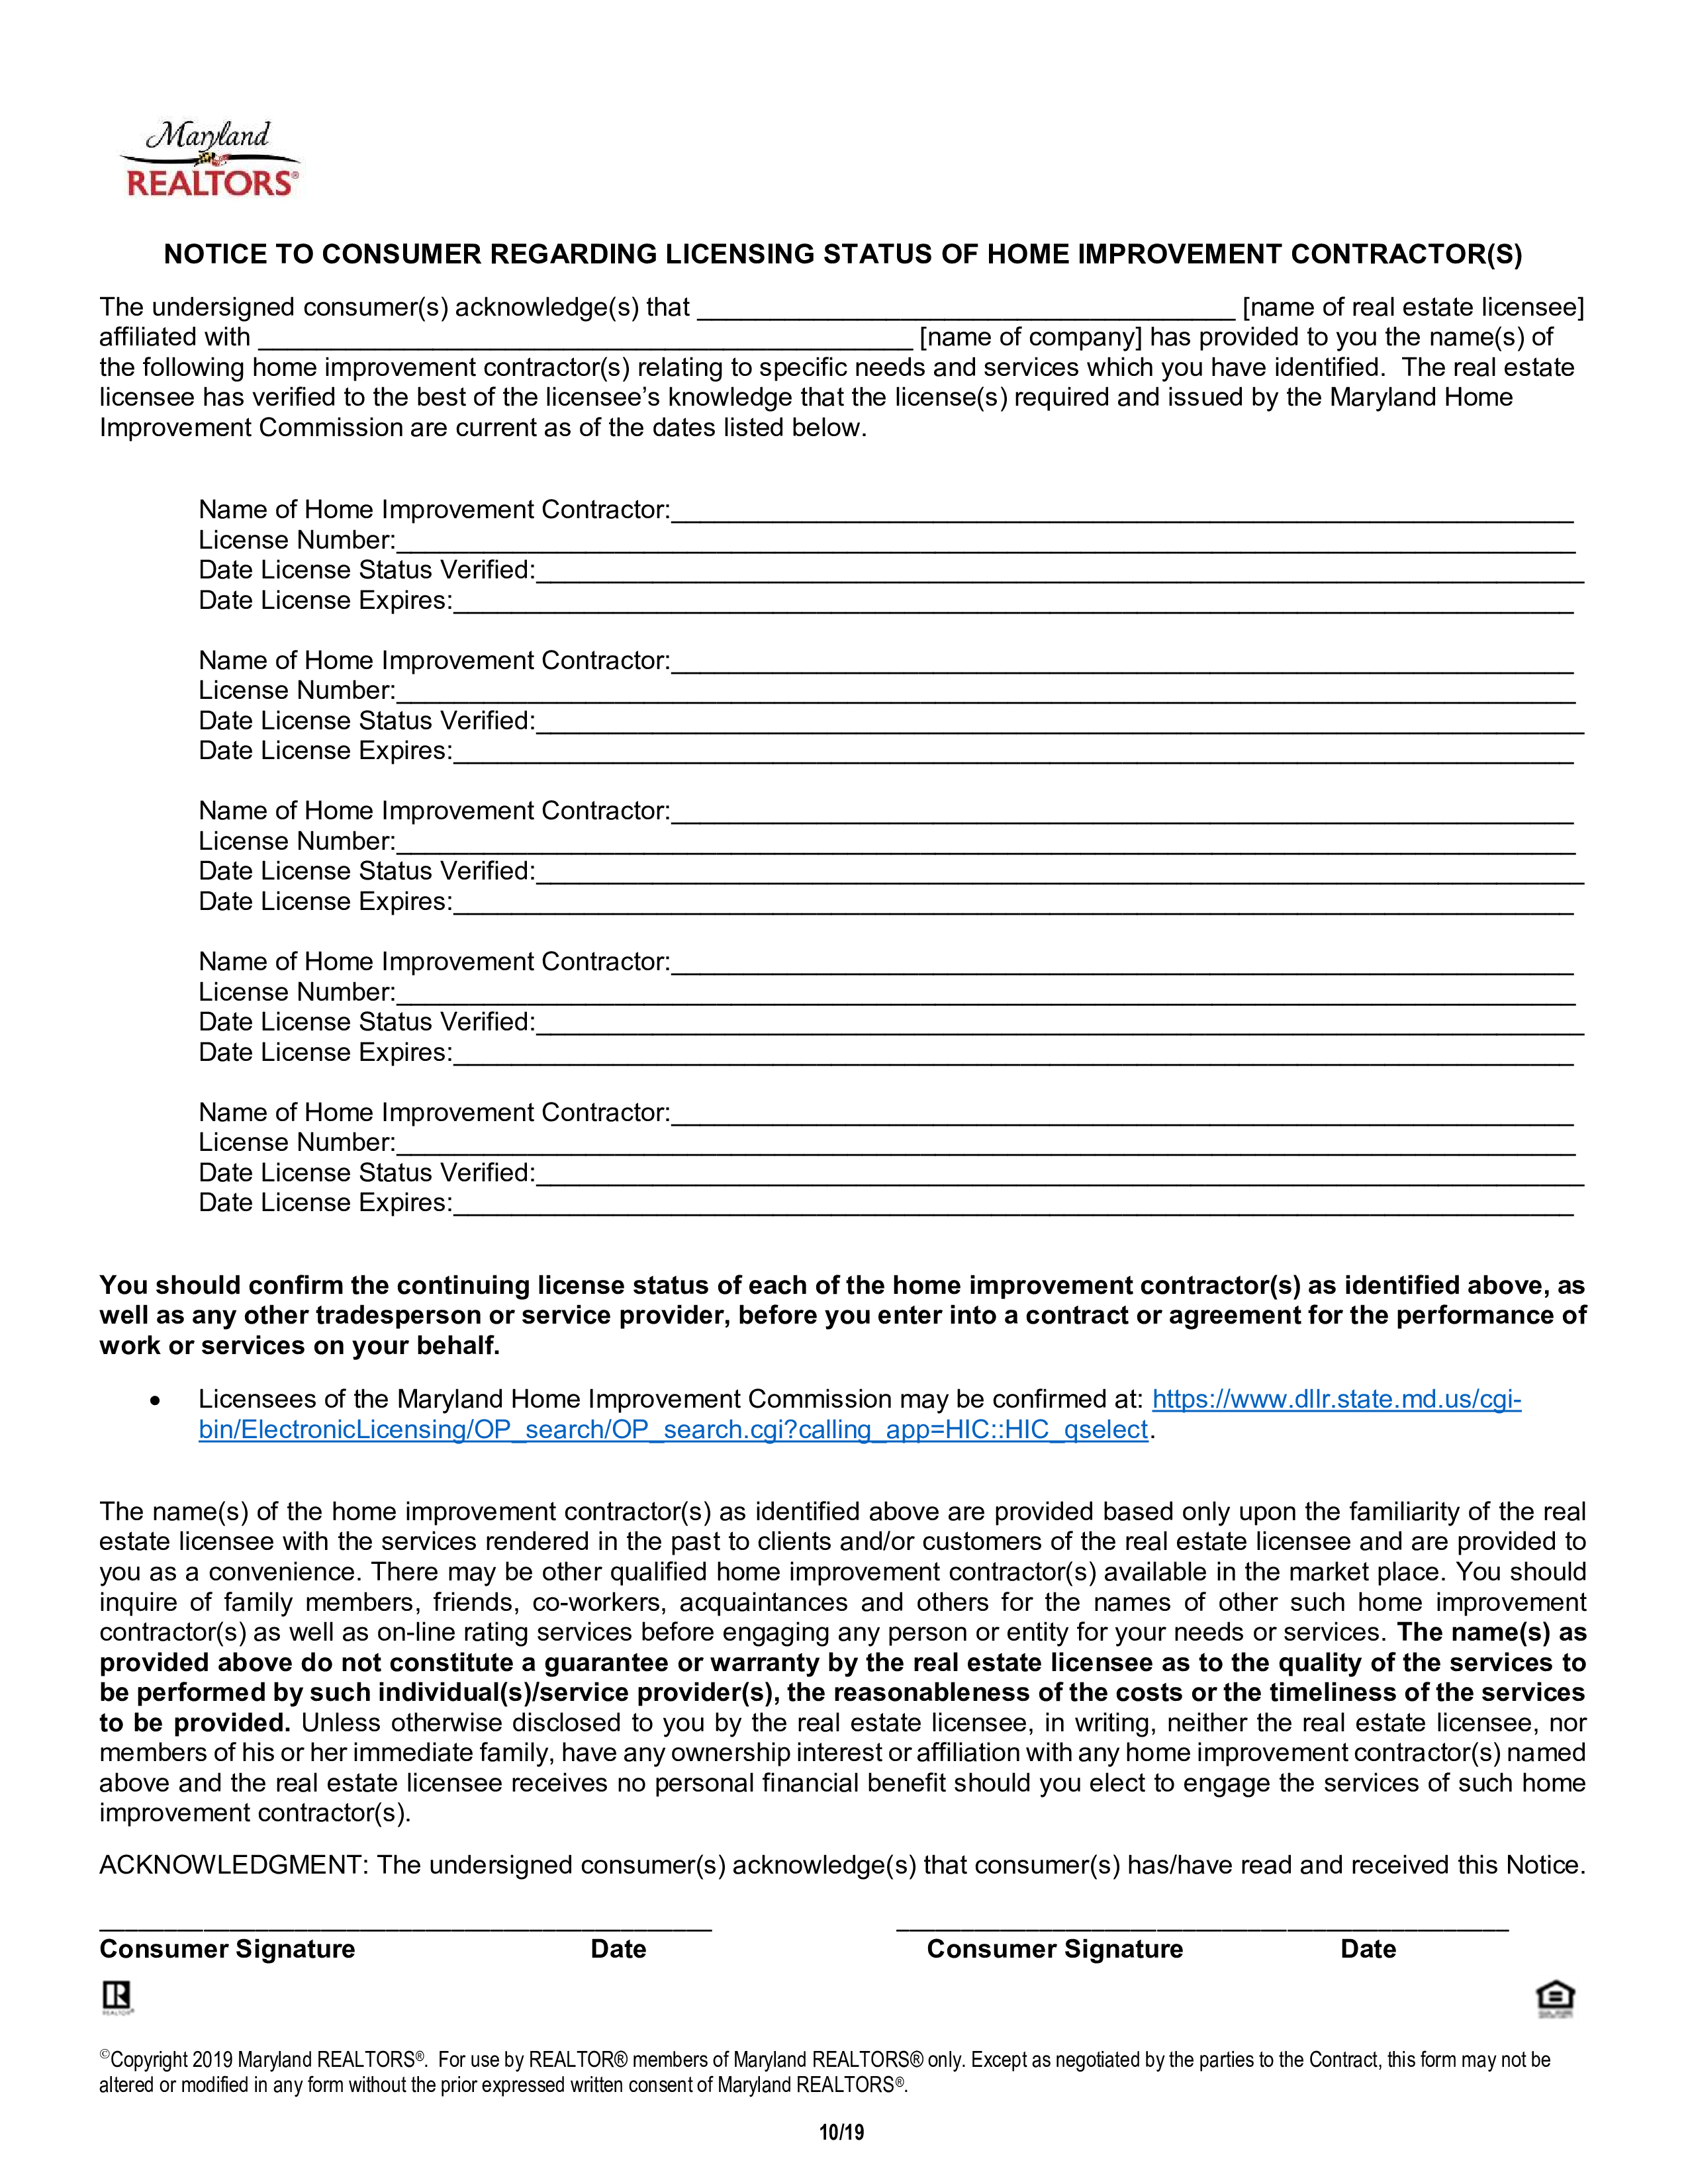 Maryland
REALTORS®
NOTICE TO CONSUMER REGARDING LICENSING STATUS OF HOME IMPROVEMENT CONTRACTOR(S)
The undersigned consumer(s) acknowledge(s) that ______________________________________ [name of real estate licensee]
affiliated with ______________________________________________ [name of company] has provided to you the name(s) of
the following home improvement contractor(s) relating to specific needs and services which you have identified.  The real estate
licensee has verified to the best of the licensee’s knowledge that the license(s) required and issued by the Maryland Home
Improvement Commission are current as of the dates listed below.
Name of Home Improvement Contractor:________________________________________________________________
License Number:____________________________________________________________________________________
Date License Status Verified:__________________________________________________________________________
Date License Expires:________________________________________________________________________________
Name of Home Improvement Contractor:________________________________________________________________
License Number:____________________________________________________________________________________
Date License Status Verified:__________________________________________________________________________
Date License Expires:________________________________________________________________________________
Name of Home Improvement Contractor:________________________________________________________________
License Number:____________________________________________________________________________________
Date License Status Verified:__________________________________________________________________________
Date License Expires:________________________________________________________________________________
Name of Home Improvement Contractor:________________________________________________________________
License Number:____________________________________________________________________________________
Date License Status Verified:__________________________________________________________________________
Date License Expires:________________________________________________________________________________
Name of Home Improvement Contractor:________________________________________________________________
License Number:____________________________________________________________________________________
Date License Status Verified:__________________________________________________________________________
Date License Expires:________________________________________________________________________________
You should confirm the continuing license status of each of the home improvement contractor(s) as identified above, as
well as any other tradesperson or service provider, before you enter into a contract or agreement for the performance of
work or services on your behalf.
• Licensees of the Maryland Home Improvement Commission may be confirmed at: https://www.dllr.state.md.us/cgi-
bin/ElectronicLicensing/OP_search/OP_search.cgi?calling_app=HIC::HIC_qselect.
The name(s) of the home improvement contractor(s) as identified above are provided based only upon the familiarity of the real
estate licensee with the services rendered in the past to clients and/or customers of the real estate licensee and are provided to
you as a convenience. There may be other qualified home improvement contractor(s) available in the market place. You should
inquire of family members, friends, co-workers, acquaintances and others for the names of other such home improvement
contractor(s) as well as on-line rating services before engaging any person or entity for your needs or services. The name(s) as
provided above do not constitute a guarantee or warranty by the real estate licensee as to the quality of the services to
be performed by such individual(s)/service provider(s), the reasonableness of the costs or the timeliness of the services
to be provided. Unless otherwise disclosed to you by the real estate licensee, in writing, neither the real estate licensee, nor
members of his or her immediate family, have any ownership interest or affiliation with any home improvement contractor(s) named
above and the real estate licensee receives no personal financial benefit should you elect to engage the services of such home
improvement contractor(s).
ACKNOWLEDGMENT: The undersigned consumer(s) acknowledge(s) that consumer(s) has/have read and received this Notice.
___________________________________________ ___________________________________________
Consumer Signature Date Consumer Signature Date
REALTOR®
©Copyright 2019 Maryland REALTORS®.  For use by REALTOR® members of Maryland REALTORS® only. Except as negotiated by the parties to the Contract, this form may not be
altered or modified in any form without the prior expressed written consent of Maryland REALTORS®.
10/19